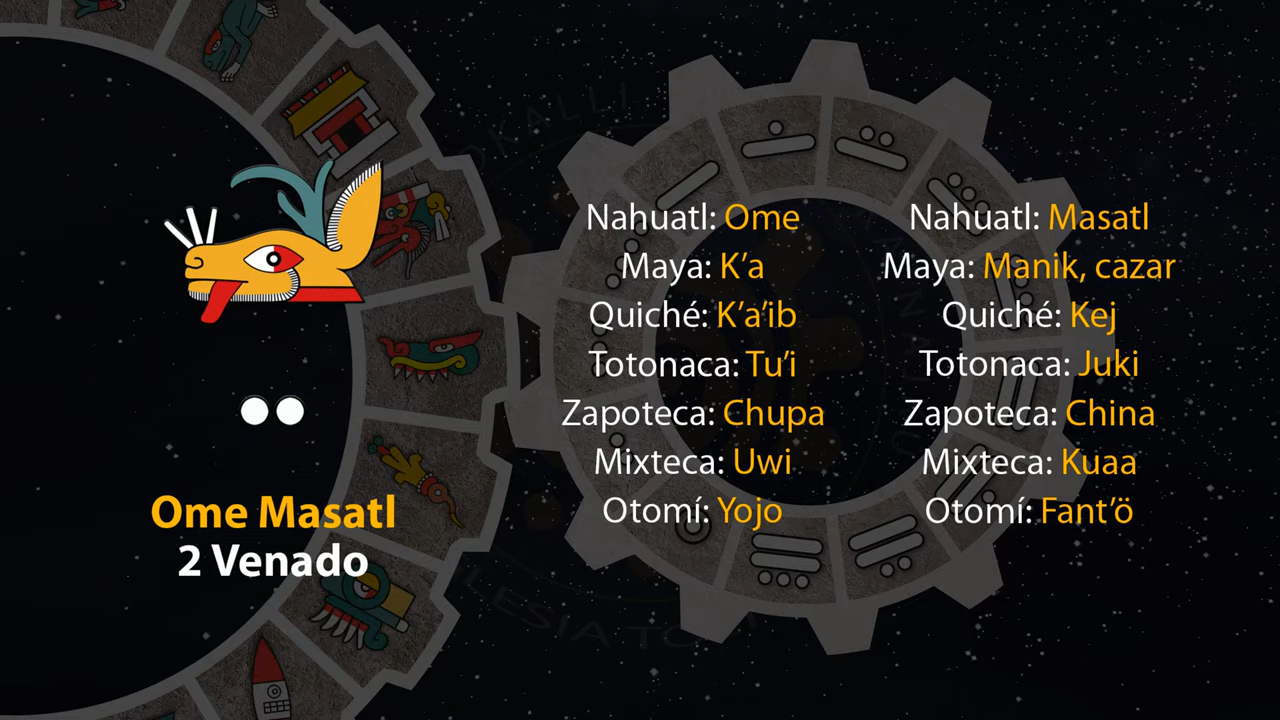 Ome Masatl
2 Venado
Nahuatl: Ome
Maya: K’a
Quiché: K’a’ib
Totonaca: Tu’i
Zapoteca: Chupa
Mixteca: Uwi
Otomí: Yojo
Nahuatl: Masatl
Maya: Manik, cazar
Quiché: Kej
Totonaca: Juki
Zapoteca: China
Mixteca: Kuaa
Otomí: Fant’ö